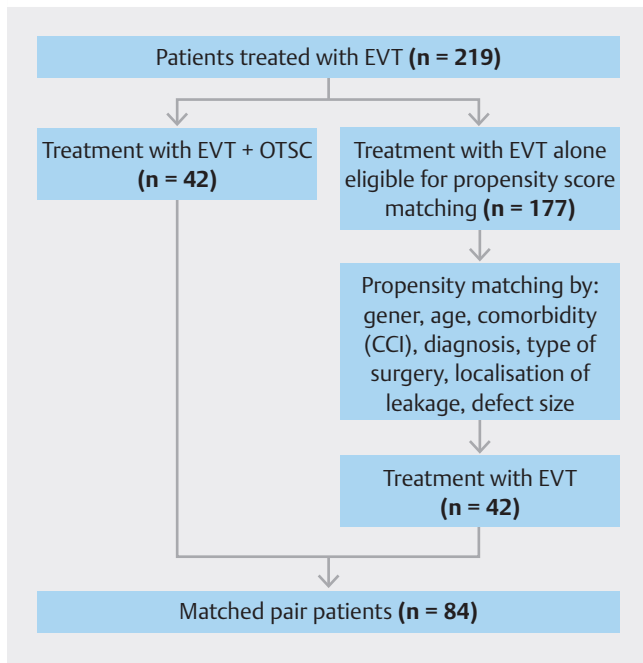 Patients treated with EVT (n = 219)
Treatment with EVT + OTSC
(n = 42)
Treatment with EVT alone
eligible for propensity score
matching (n = 177)
Propensity matching by:
gener, age, comorbidity
(CCI), diagnosis, type of
surgery, localisation of
leakage, defect size
Treatment with EVT
(n = 42)
Matched pair patients (n = 84)